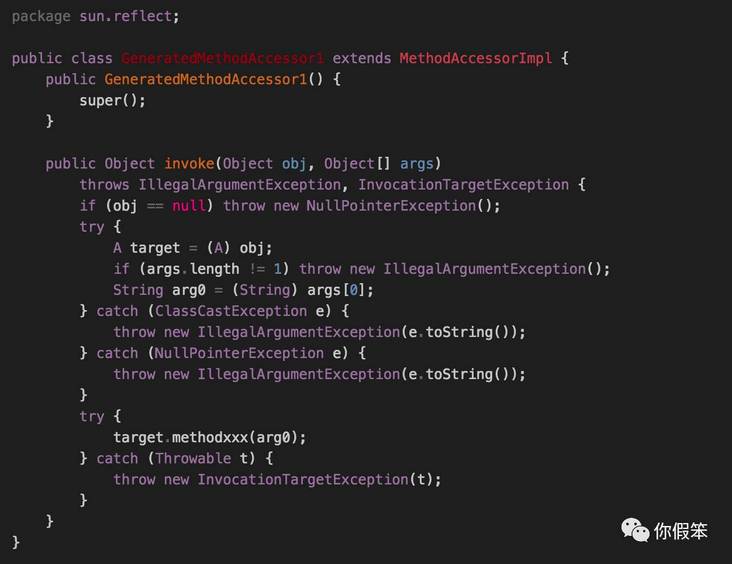 package sun.reflect;
public class GeneratedMethodAccessor1 extends MethodAccessorImpl {
    public GeneratedMethodAccessor1() {
        super();
    }
    public Object invoke(Object obj, Object[] args)
        throws IllegalArgumentException, InvocationTargetException {
        if (obj == null) throw new NullPointerException();
        try {
            A target = (A) obj;
            if (args.length != 1) throw new IllegalArgumentException();
            String arg0 = (String) args[0];
        } catch (ClassCastException e) {
            throw new IllegalArgumentException(e.toString());
        } catch (NullPointerException e) {
            throw new IllegalArgumentException(e.toString());
        }
        try {
            target.methodxxx(arg0);
        } catch (Throwable t) {
            throw new InvocationTargetException(t);
        }
    }
}
你假笨